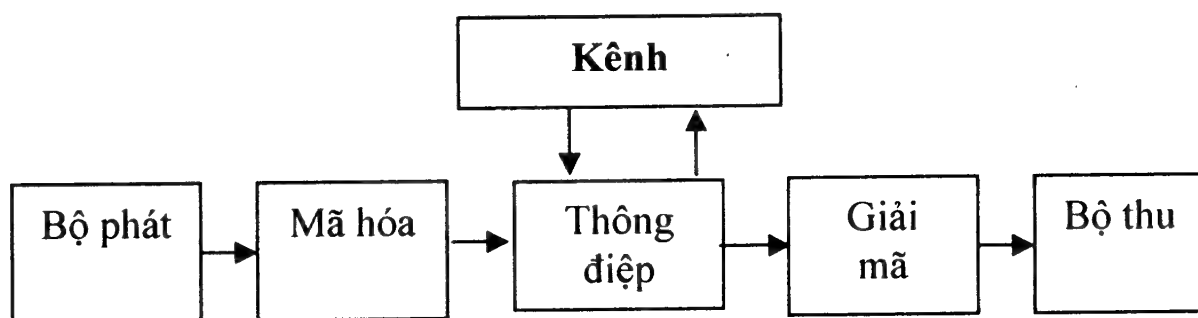 Kênh
Bộ phát
Mã hóa
Thông
điệp
Giải
mã
Bộ thu